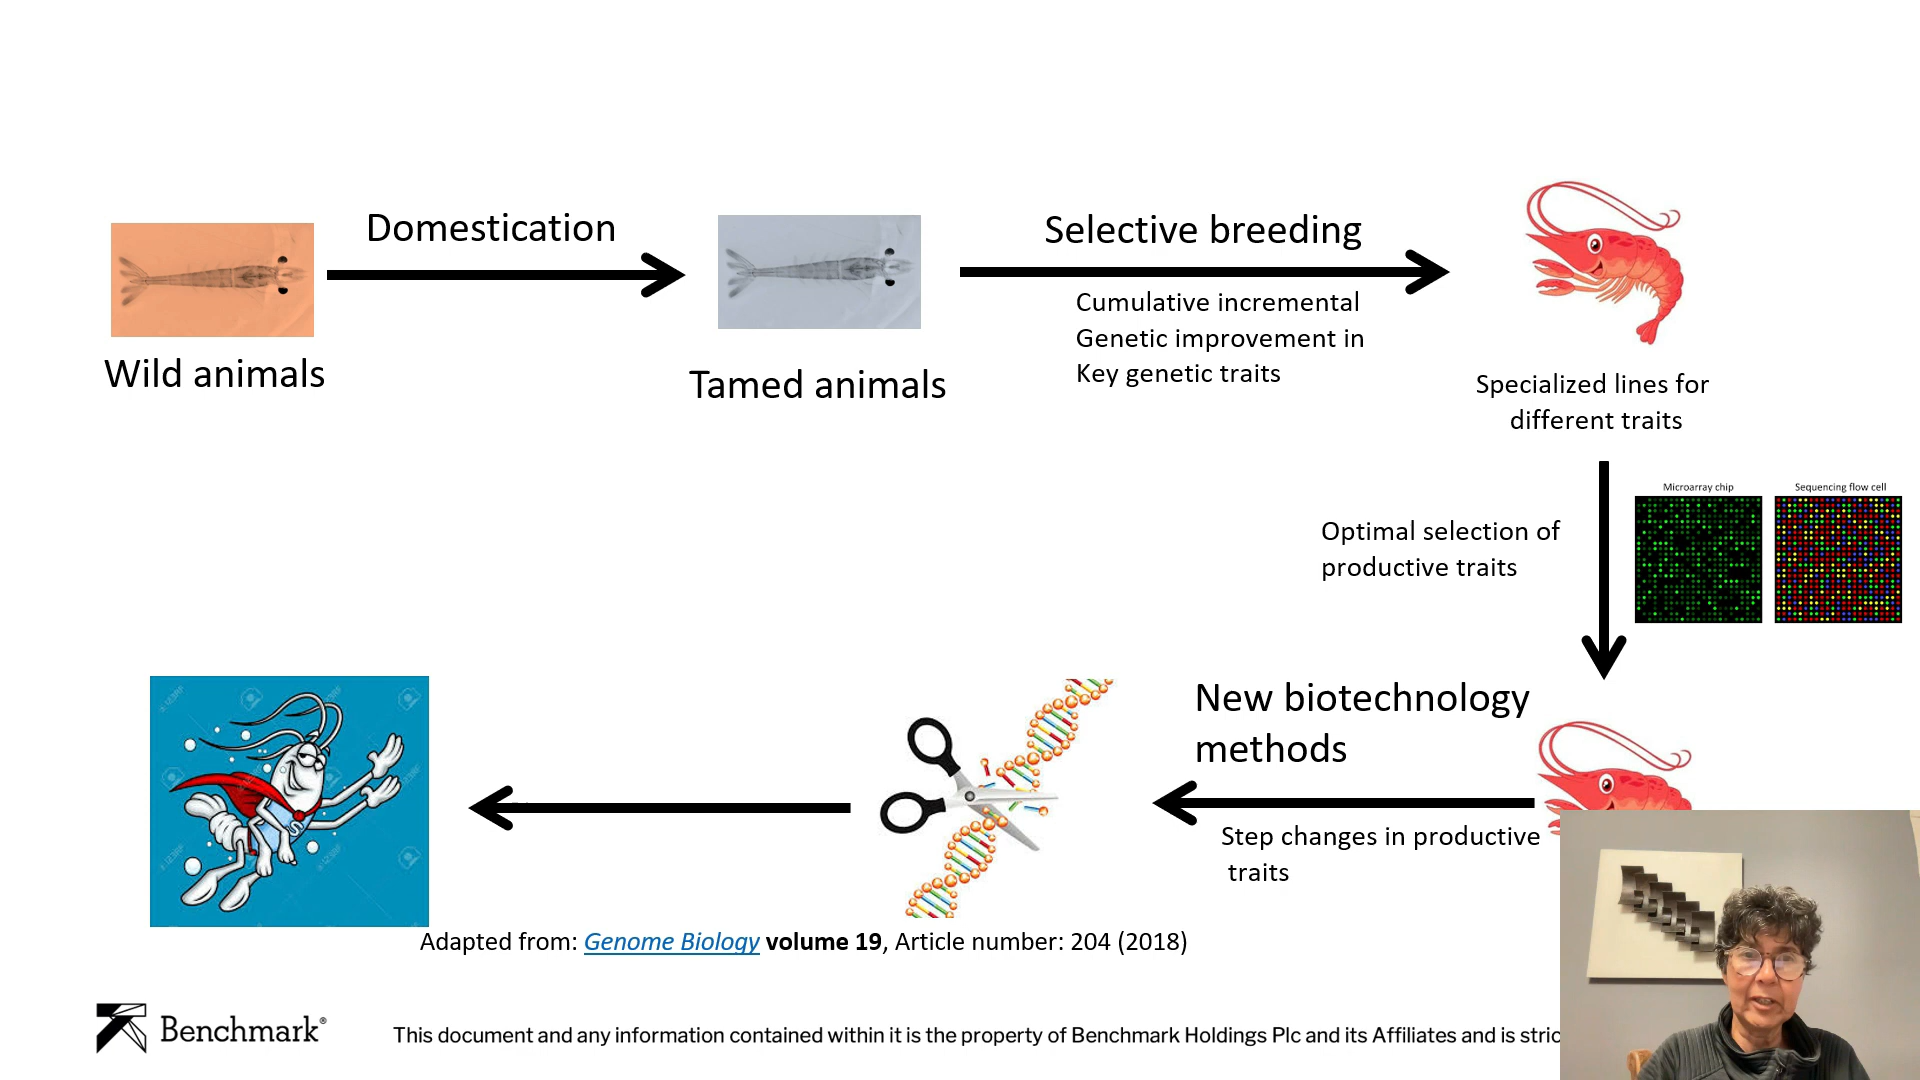 Domestication
Selective breeding
Cumulative incremental
Genetic improvement in
Key genetic traits
Wild animals
Tamed animals
Specialized lines for
different traits
Microarray chip
Sequencing flow cell
Optimal selection of
productive traits
New biotechnology
methods
Step changes in productive
traits
Adapted from: Genome Biology volume 19, Article number: 204 (2018)
Benchmark®
This document and any information contained within it is the property of Benchmark Holdings Plc and its Affiliates and is stric